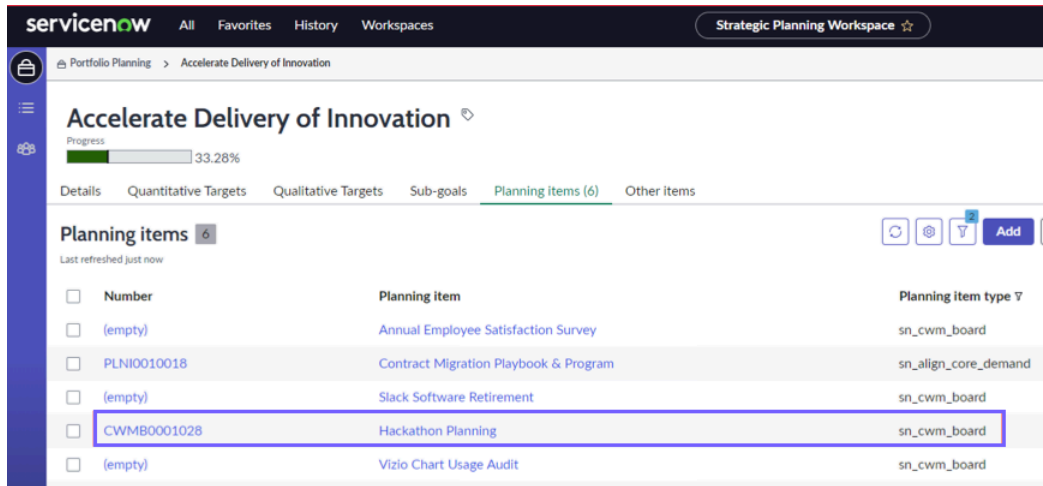 servicenow All Favorites History Workspaces Strategic Planning Workspace
Portfolio Planning > Accelerate Delivery of Innovation
Accelerate Delivery of Innovation
Progress
33.28%
Details Quantitative Targets Qualitative Targets Sub-goals Planning items (6) Other items
Planning items 6 2 Add
Last refreshed just now
Number Planning item Planning item type
(empty) Annual Employee Satisfaction Survey sn_cwm_board
PLNI0010018 Contract Migration Playbook & Program sn_align_core_demand
(empty) Slack Software Retirement sn_cwm_board
CWMB0001028 Hackathon Planning sn_cwm_board
(empty) Vizio Chart Usage Audit sn_cwm_board